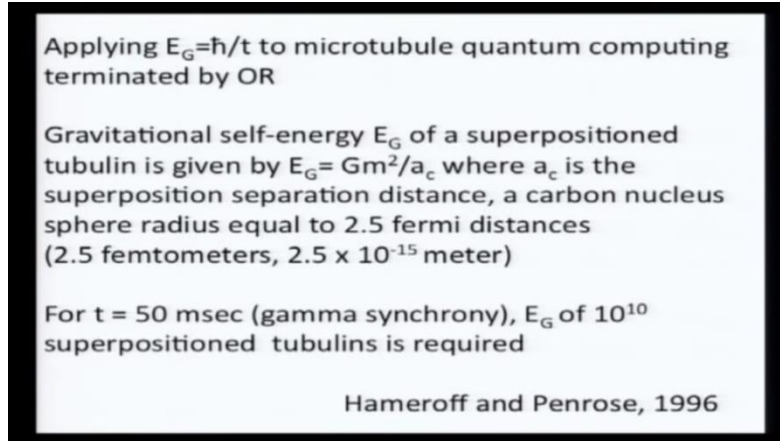 Applying E_G=ħ/t to microtubule quantum computing
terminated by OR
Gravitational self-energy E_G of a superpositioned
tubulin is given by E_G= Gm²/a_c where a_c is the
superposition separation distance, a carbon nucleus
sphere radius equal to 2.5 fermi distances
(2.5 femtometers, 2.5 x 10⁻¹⁵ meter)
For t = 50 msec (gamma synchrony), E_G of 10¹⁰
superpositioned tubulins is required
Hameroff and Penrose, 1996